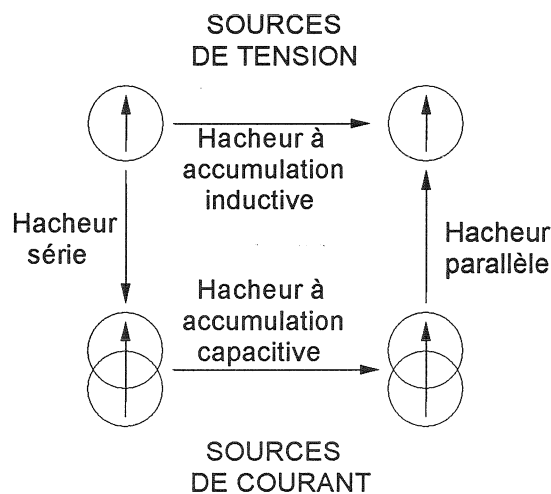 SOURCES
DE TENSION
Hacheur à
accumulation
inductive
Hacheur
série
Hacheur
parallèle
Hacheur à
accumulation
capacitive
SOURCES
DE COURANT